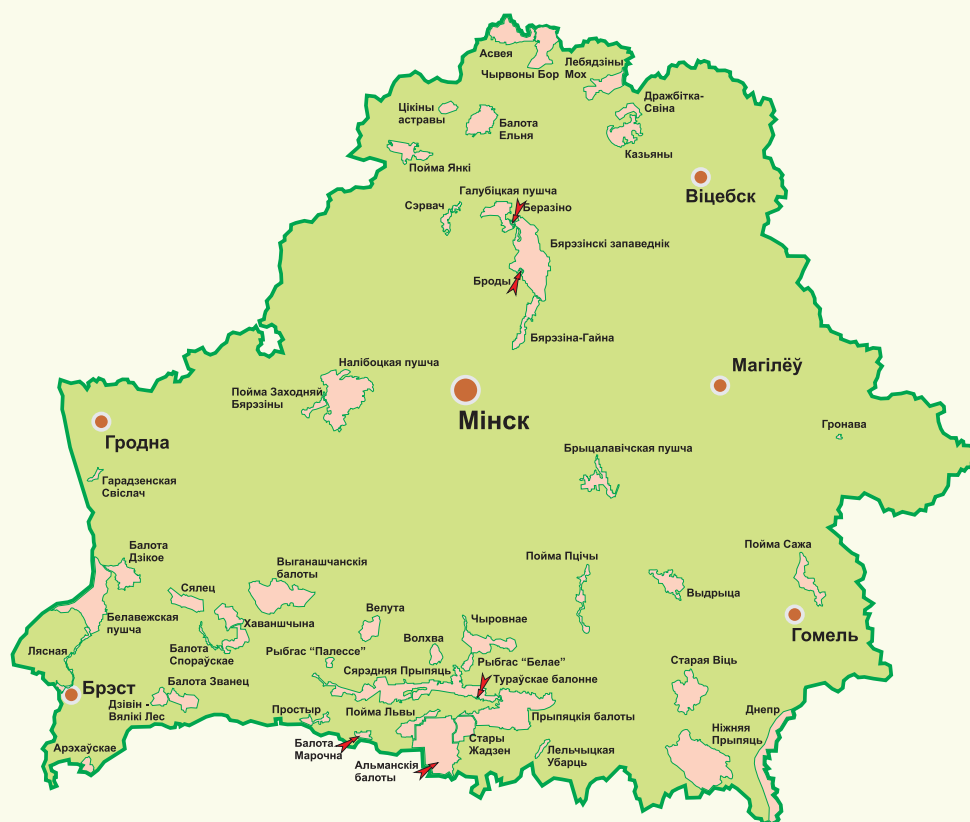 Асвея
Чырвоны Бор
Лебядзіны
Мох
Дражбітка-
Свіна
Цікіны
астравы
Балота
Ельня
Казьяны
Пойма Янкі
Віцебск
Галубіцкая пушча
Сэрвач
Беразіно
Бярэзінскі запаведнік
Броды
Бярэзіна-Гайна
Налібоцкая пушча
Пойма Заходняй
Бярэзіны
Мінск
Магілёў
Гродна
Гронава
Гарадзенская
Свіслач
Брыцалавічская пушча
Балота
Дзікое
Выганашчанскія
балоты
Пойма Пцічы
Пойма Сажа
Сялец
Выдрыца
Белавежская
пушча
Хаваншчына
Велута
Чыровнае
Гомель
Лясная
Балота
Спораўскае
Рыбгас “Палессе”
Волхва
Рыбгас “Белае”
Сярэдняя Прыпяць
Тураўскае балонне
Старая Віць
Брэст
Балота Званец
Дзівін -
Вялікі Лес
Простыр
Пойма Львы
Прыпяцкія балоты
Днепр
Ніжняя
Прыпяць
Арэхаўскае
Балота
Марочна
Стары
Жадзен
Альманскія
балоты
Лельчыцкая
Убарць